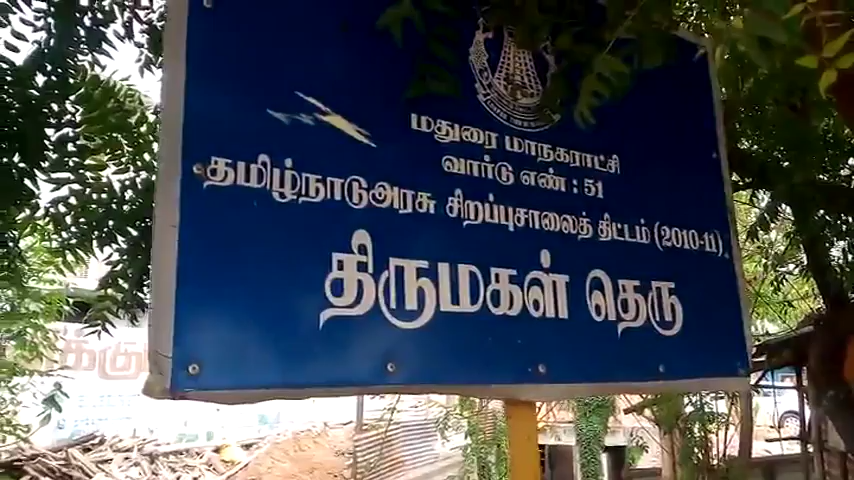 மதுரை மாநகராட்சி
வார்டு எண் : 51
தமிழ்நாடுஅரசு சிறப்புசாலைத் திட்டம் (2010-11)
திருமகள் தெரு